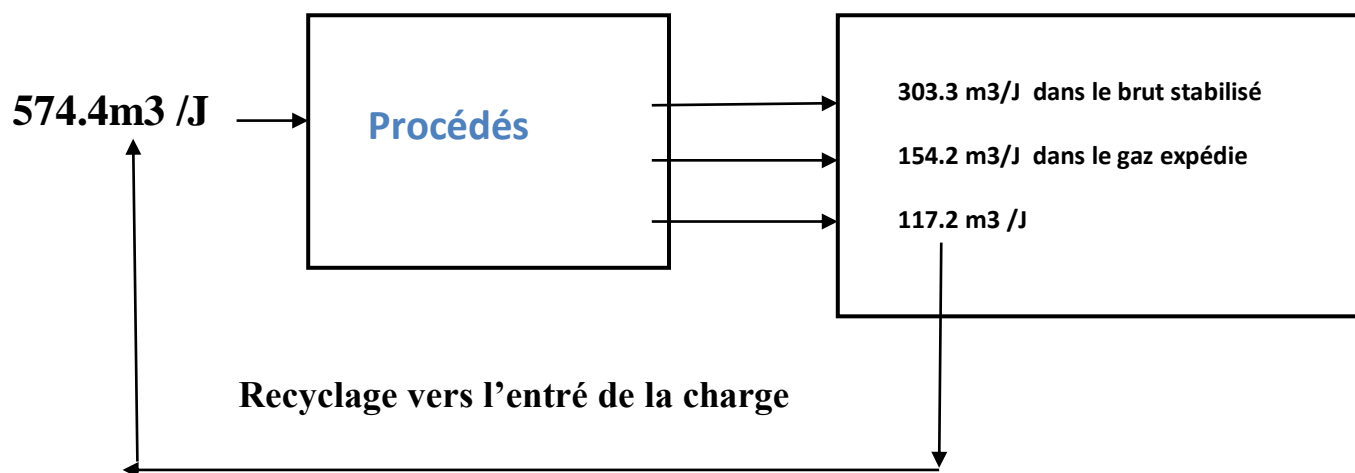 574.4m3 /J
Procédés
303.3 m3/J dans le brut stabilisé
154.2 m3/J dans le gaz expédie
117.2 m3 /J
Recyclage vers l’entré de la charge